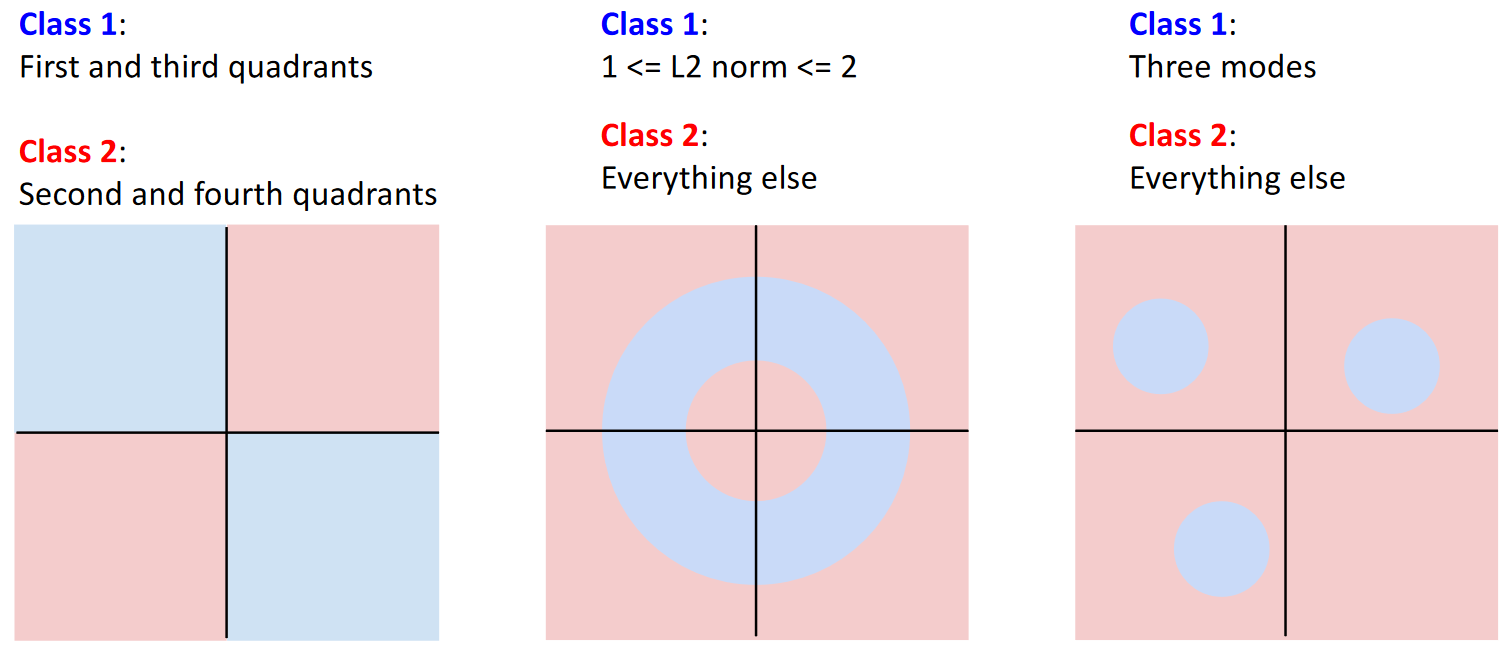 Class 1:
First and third quadrants
Class 2:
Second and fourth quadrants
Class 1:
1 <= L2 norm <= 2
Class 2:
Everything else
Class 1:
Three modes
Class 2:
Everything else